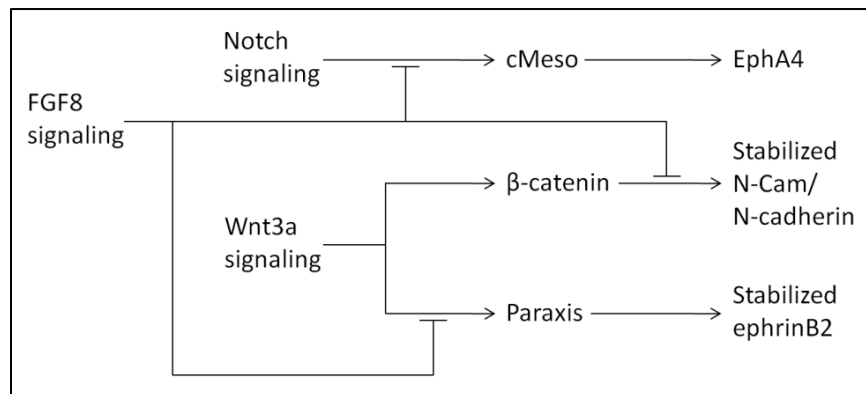 Notch
signaling
cMeso
EphA4
FGF8
signaling
Stabilized
N-Cam/
N-cadherin
β-catenin
Wnt3a
signaling
Paraxis
Stabilized
ephrinB2